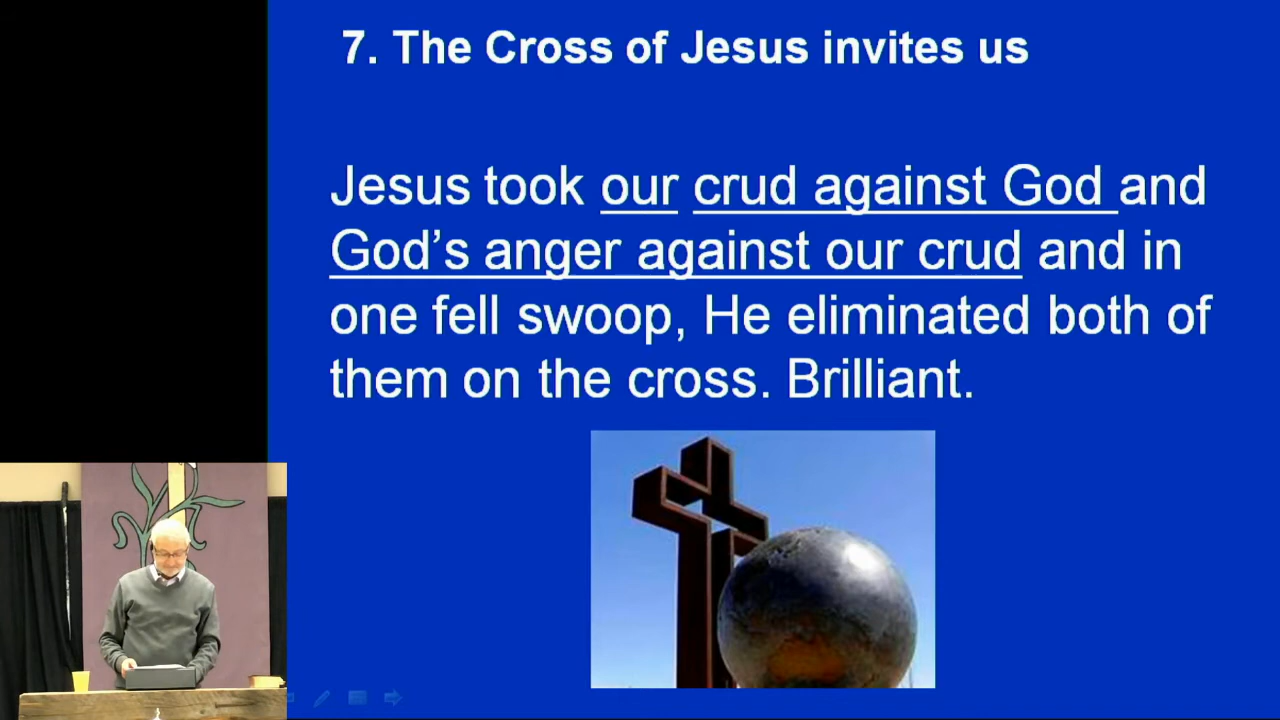 7. The Cross of Jesus invites us
Jesus took our crud against God and
God’s anger against our crud and in
one fell swoop, He eliminated both of
them on the cross. Brilliant.